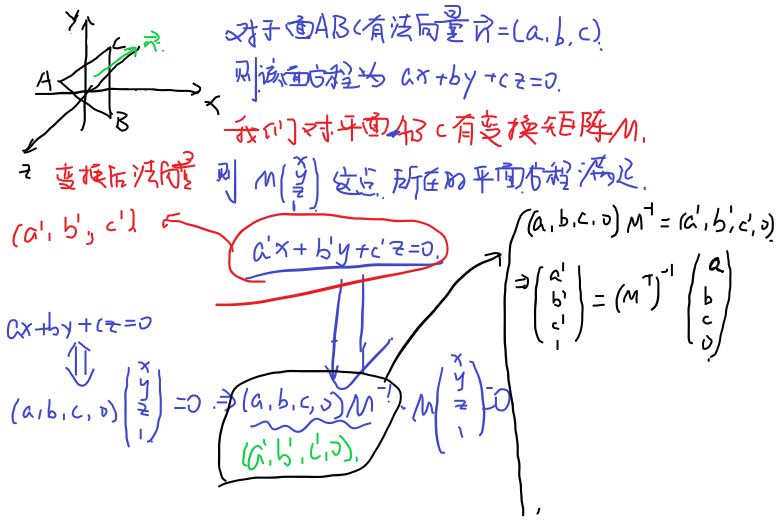 Y
C
n
A
x
B
z
对于面ABC有法向量n=(a,b,c).
则该面方程为 ax+by+cz=0.
我们对平面ABC有变换矩阵M.
变换后法向量
(a',b',c')
则 M(x y z 1) 这点 所在的平面方程满足.
a'x+b'y+c'z=0.
ax+by+cz=0
⇕
(a,b,c,0)(x y z 1)=0 ⇒(a,b,c,0)M⁻¹·M(x y z 1)=0
(a',b',c',0).
(a,b,c,0)M⁻¹=(a',b',c',0)
⇒(a' b' c' 1)=(Mᵀ)⁻¹(a b c 0)